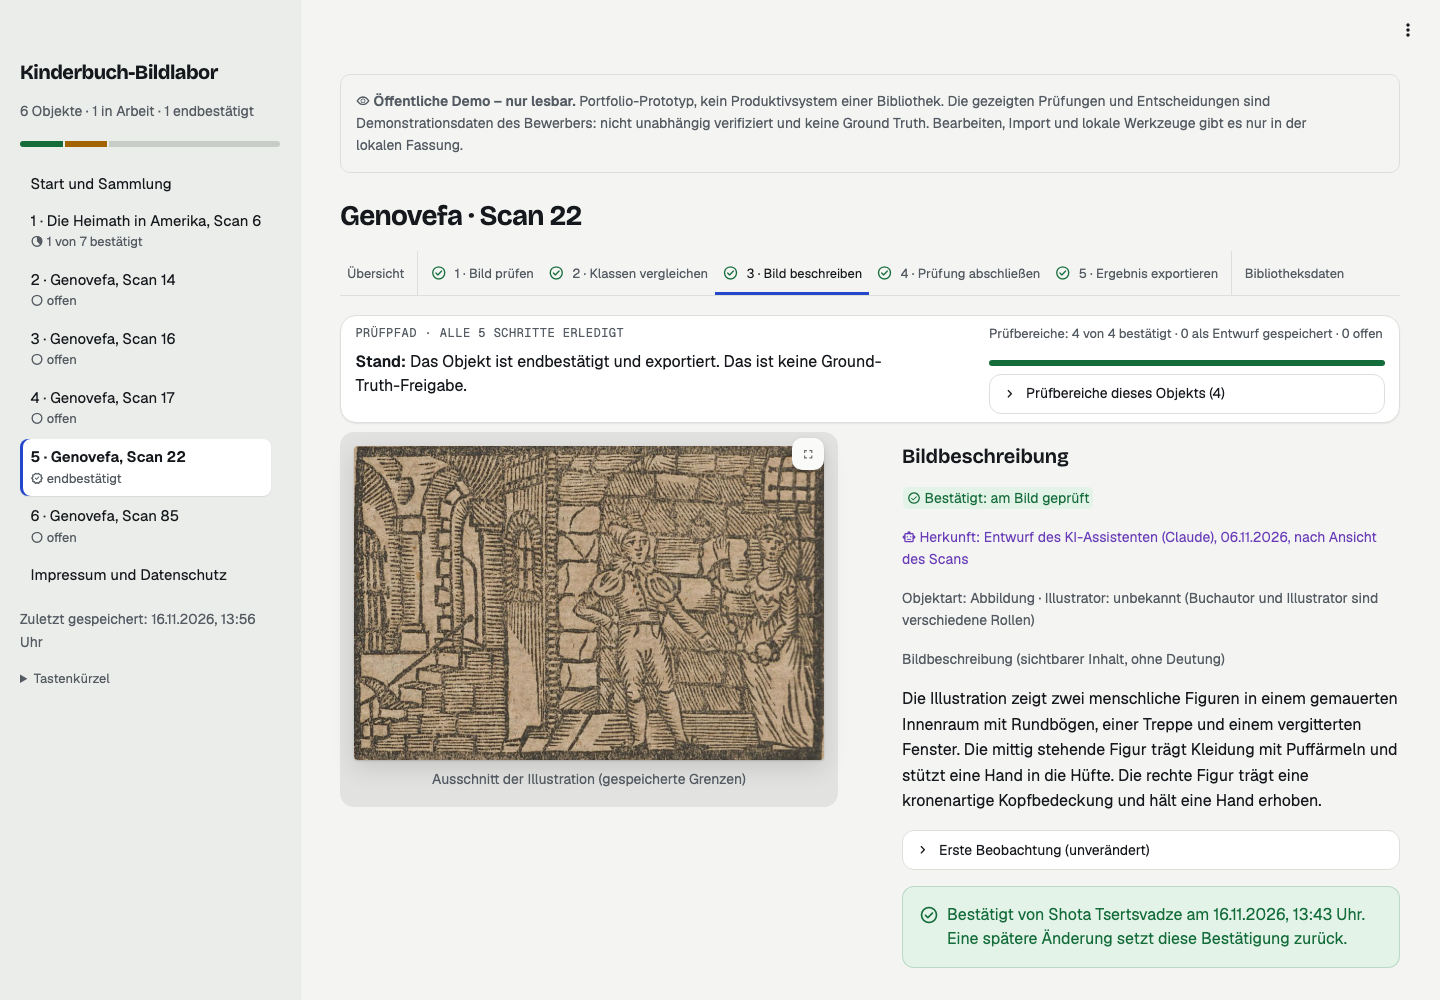 Kinderbuch-Bildlabor
6 Objekte · 1 in Arbeit · 1 endbestätigt
Start und Sammlung
1 · Die Heimath in Amerika, Scan 6
1 von 7 bestätigt
2 · Genovefa, Scan 14
offen
3 · Genovefa, Scan 16
offen
4 · Genovefa, Scan 17
offen
5 · Genovefa, Scan 22
endbestätigt
6 · Genovefa, Scan 85
offen
Impressum und Datenschutz
Zuletzt gespeichert: 16.11.2026, 13:56
Uhr
Tastenkürzel
Öffentliche Demo – nur lesbar. Portfolio-Prototyp, kein Produktivsystem einer Bibliothek. Die gezeigten Prüfungen und Entscheidungen sind
Demonstrationsdaten des Bewerbers: nicht unabhängig verifiziert und keine Ground Truth. Bearbeiten, Import und lokale Werkzeuge gibt es nur in der
lokalen Fassung.
Genovefa · Scan 22
Übersicht 1 · Bild prüfen 2 · Klassen vergleichen 3 · Bild beschreiben 4 · Prüfung abschließen 5 · Ergebnis exportieren Bibliotheksdaten
PRÜFPFAD · ALLE 5 SCHRITTE ERLEDIGT
Stand: Das Objekt ist endbestätigt und exportiert. Das ist keine Ground-
Truth-Freigabe.
Prüfbereiche: 4 von 4 bestätigt · 0 als Entwurf gespeichert · 0 offen
Prüfbereiche dieses Objekts (4)
Ausschnitt der Illustration (gespeicherte Grenzen)
Bildbeschreibung
Bestätigt: am Bild geprüft
Herkunft: Entwurf des KI-Assistenten (Claude), 06.11.2026, nach Ansicht
des Scans
Objektart: Abbildung · Illustrator: unbekannt (Buchautor und Illustrator sind
verschiedene Rollen)
Bildbeschreibung (sichtbarer Inhalt, ohne Deutung)
Die Illustration zeigt zwei menschliche Figuren in einem gemauerten
Innenraum mit Rundbögen, einer Treppe und einem vergitterten
Fenster. Die mittig stehende Figur trägt Kleidung mit Puffärmeln und
stützt eine Hand in die Hüfte. Die rechte Figur trägt eine
kronenartige Kopfbedeckung und hält eine Hand erhoben.
Erste Beobachtung (unverändert)
Bestätigt von Shota Tsertsvadze am 16.11.2026, 13:43 Uhr.
Eine spätere Änderung setzt diese Bestätigung zurück.